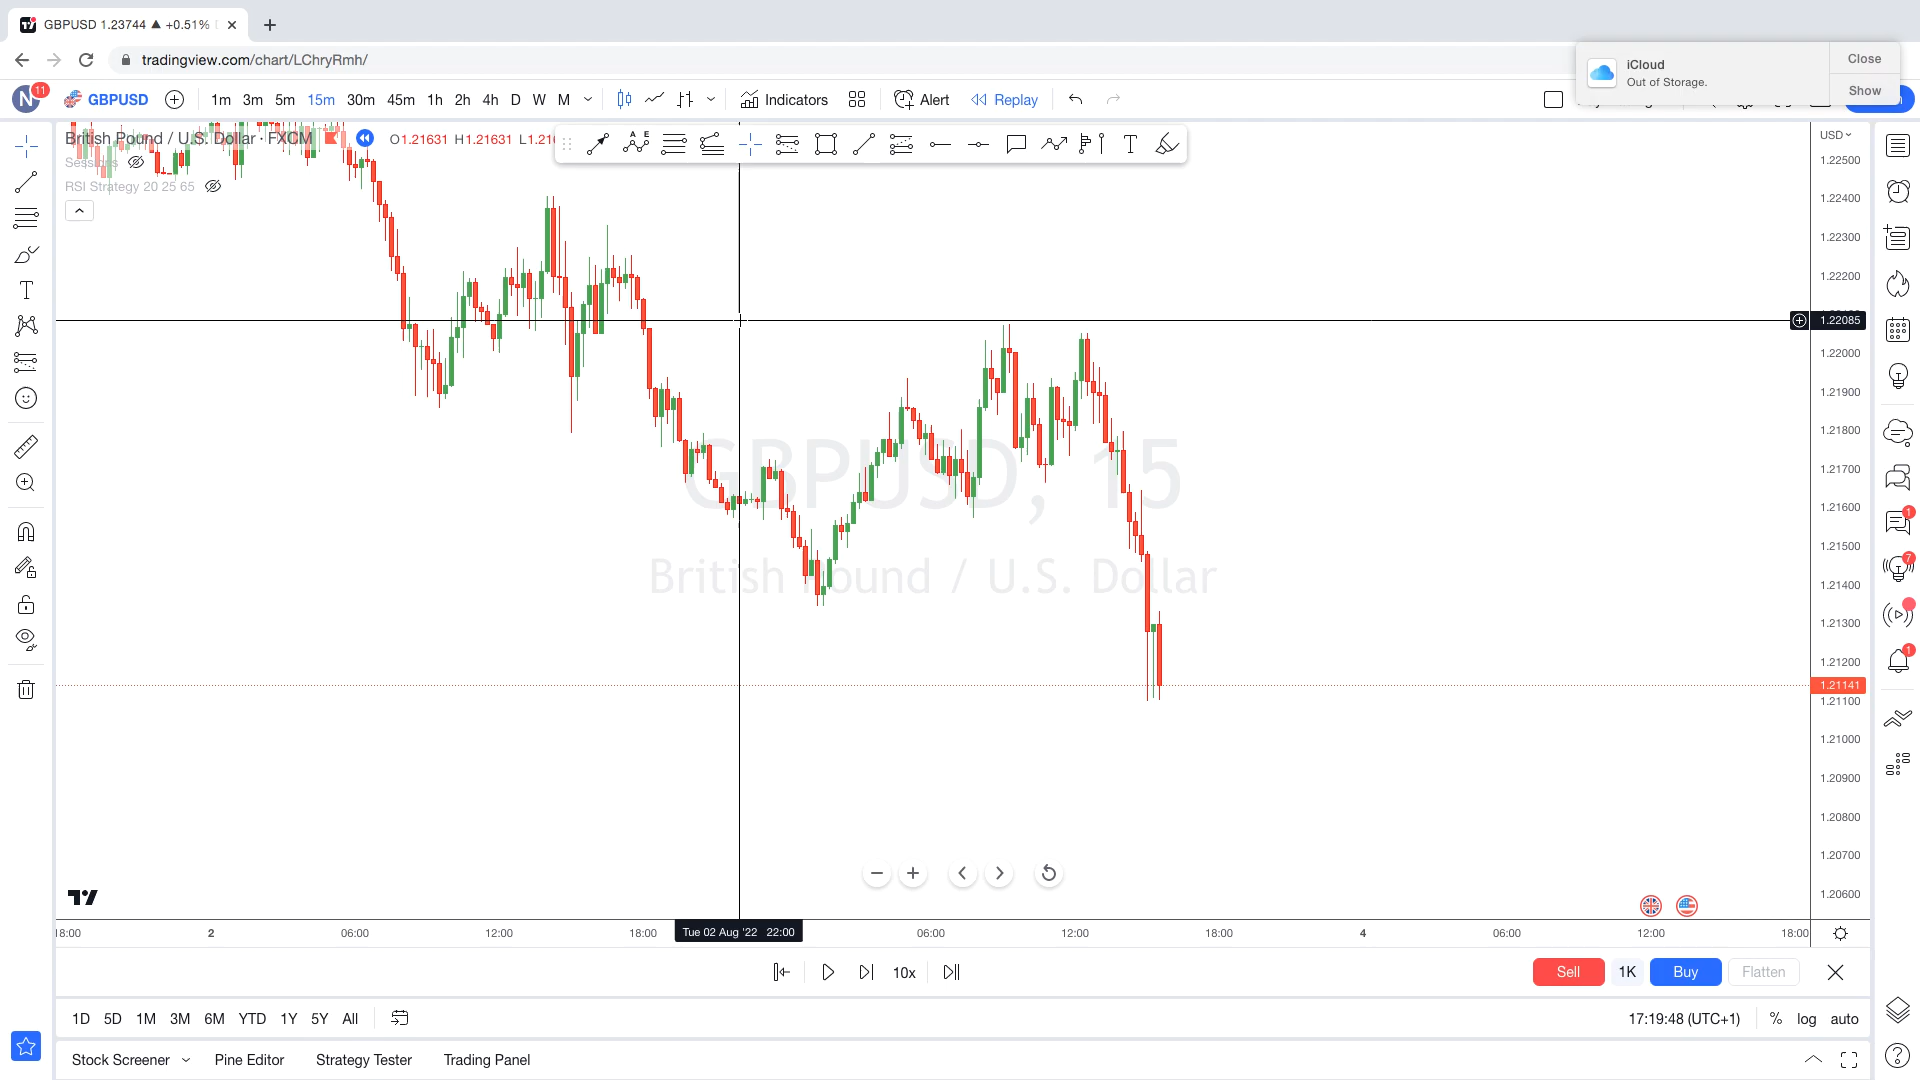 GBPUSD 1.23744 ▲ +0.51%
tradingview.com/chart/LChryRmh/
iCloud
Out of Storage.
Close
Show
N 11
GBPUSD
1m 3m 5m 15m 30m 45m 1h 2h 4h D W M
Indicators
Alert
Replay
British Pound / U.S. Dollar · FXCM
O1.21631 H1.21631 L1.216
Sessions
RSI Strategy 20 25 65
USD
1.22500
1.22400
1.22300
1.22200
1.22085
1.22000
1.21900
1.21800
1.21700
1.21600
1.21500
1.21400
1.21300
1.21200
1.21141
1.21100
1.21000
1.20900
1.20800
1.20700
1.20600
GBPUSD, 15
British Pound / U.S. Dollar
18:00 2 06:00 12:00 18:00 Tue 02 Aug '22 22:00 06:00 12:00 18:00 4 06:00 12:00 18:00
10x
Sell 1K Buy Flatten
1D 5D 1M 3M 6M YTD 1Y 5Y All
17:19:48 (UTC+1) % log auto
Stock Screener Pine Editor Strategy Tester Trading Panel
1
7
1